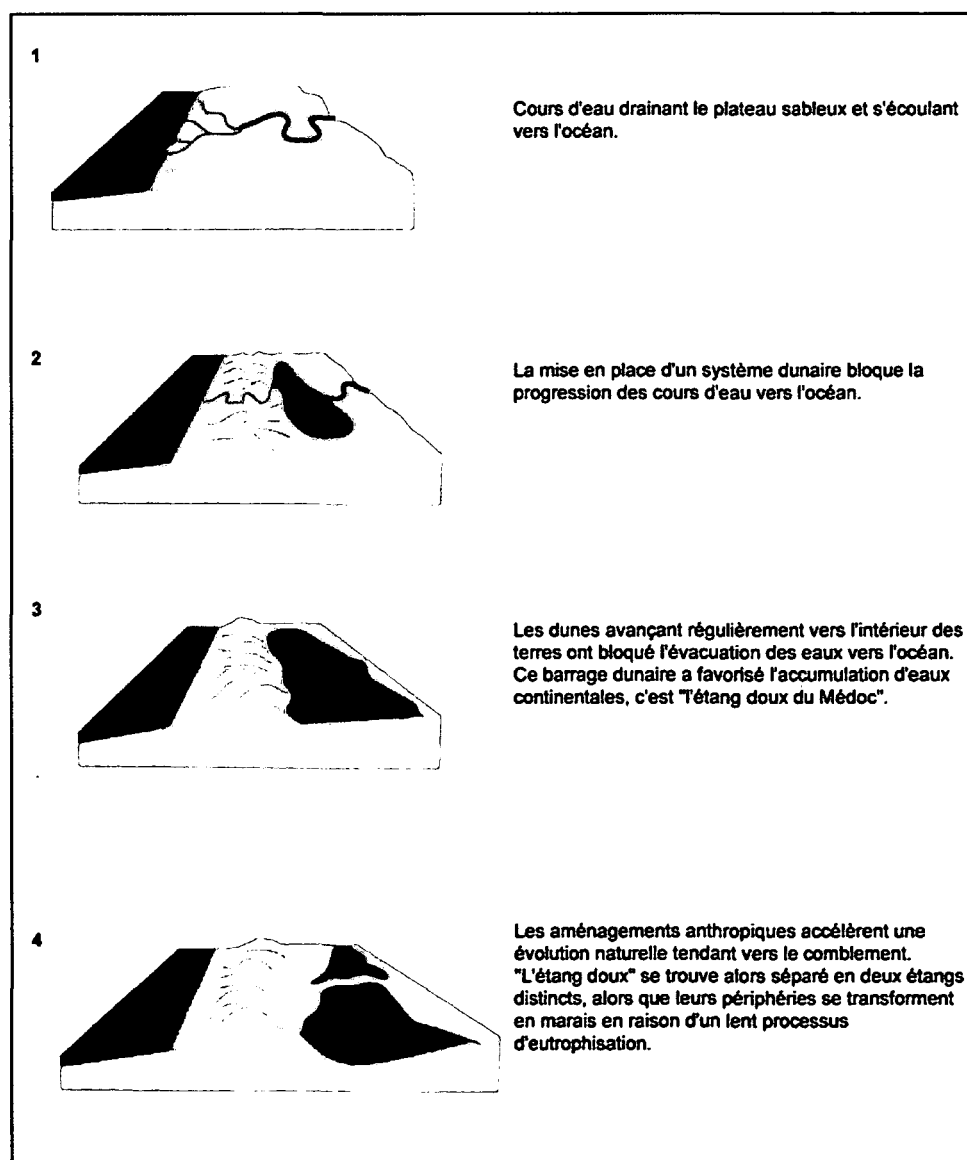 1
Cours d'eau drainant le plateau sableux et s'écoulant
vers l'océan.
2
La mise en place d'un système dunaire bloque la
progression des cours d'eau vers l'océan.
3
Les dunes avançant régulièrement vers l'intérieur des
terres ont bloqué l'évacuation des eaux vers l'océan.
Ce barrage dunaire a favorisé l'accumulation d'eaux
continentales, c'est "l'étang doux du Médoc".
4
Les aménagements anthropiques accélèrent une
évolution naturelle tendant vers le comblement.
"L'étang doux" se trouve alors séparé en deux étangs
distincts, alors que leurs périphéries se transforment
en marais en raison d'un lent processus
d'eutrophisation.